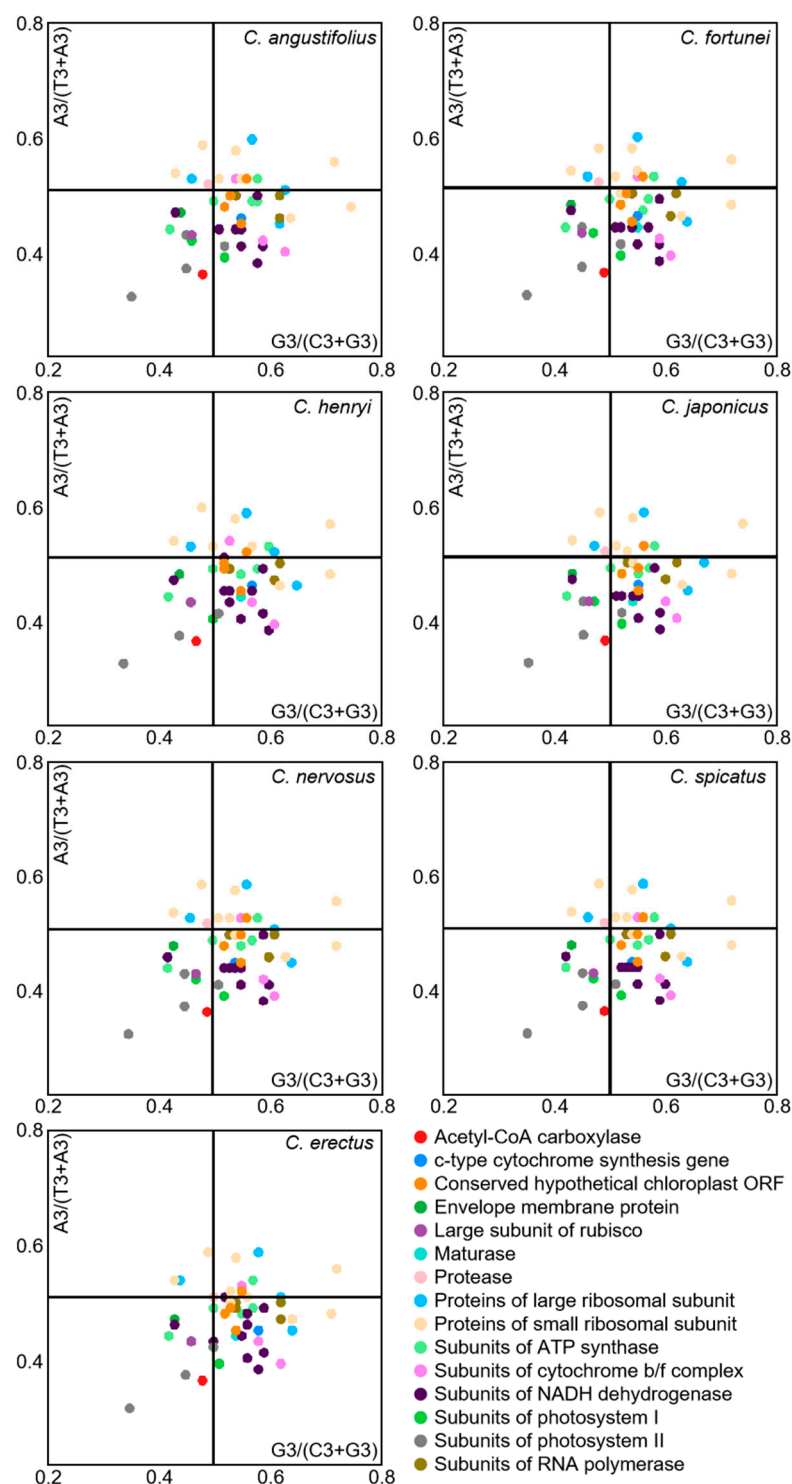 0.8
C. angustifolius
A3/(T3+A3)
0.6
0.4
G3/(C3+G3)
0.2 0.4 0.6 0.8
0.8
C. fortunei
A3/(T3+A3)
0.6
0.4
G3/(C3+G3)
0.2 0.4 0.6 0.8
0.8
C. henryi
A3/(T3+A3)
0.6
0.4
G3/(C3+G3)
0.2 0.4 0.6 0.8
0.8
C. japonicus
A3/(T3+A3)
0.6
0.4
G3/(C3+G3)
0.2 0.4 0.6 0.8
0.8
C. nervosus
A3/(T3+A3)
0.6
0.4
G3/(C3+G3)
0.2 0.4 0.6 0.8
0.8
C. spicatus
A3/(T3+A3)
0.6
0.4
G3/(C3+G3)
0.2 0.4 0.6 0.8
0.8
C. erectus
A3/(T3+A3)
0.6
0.4
G3/(C3+G3)
0.2 0.4 0.6 0.8
Acetyl-CoA carboxylase
c-type cytochrome synthesis gene
Conserved hypothetical chloroplast ORF
Envelope membrane protein
Large subunit of rubisco
Maturase
Protease
Proteins of large ribosomal subunit
Proteins of small ribosomal subunit
Subunits of ATP synthase
Subunits of cytochrome b/f complex
Subunits of NADH dehydrogenase
Subunits of photosystem I
Subunits of photosystem II
Subunits of RNA polymerase